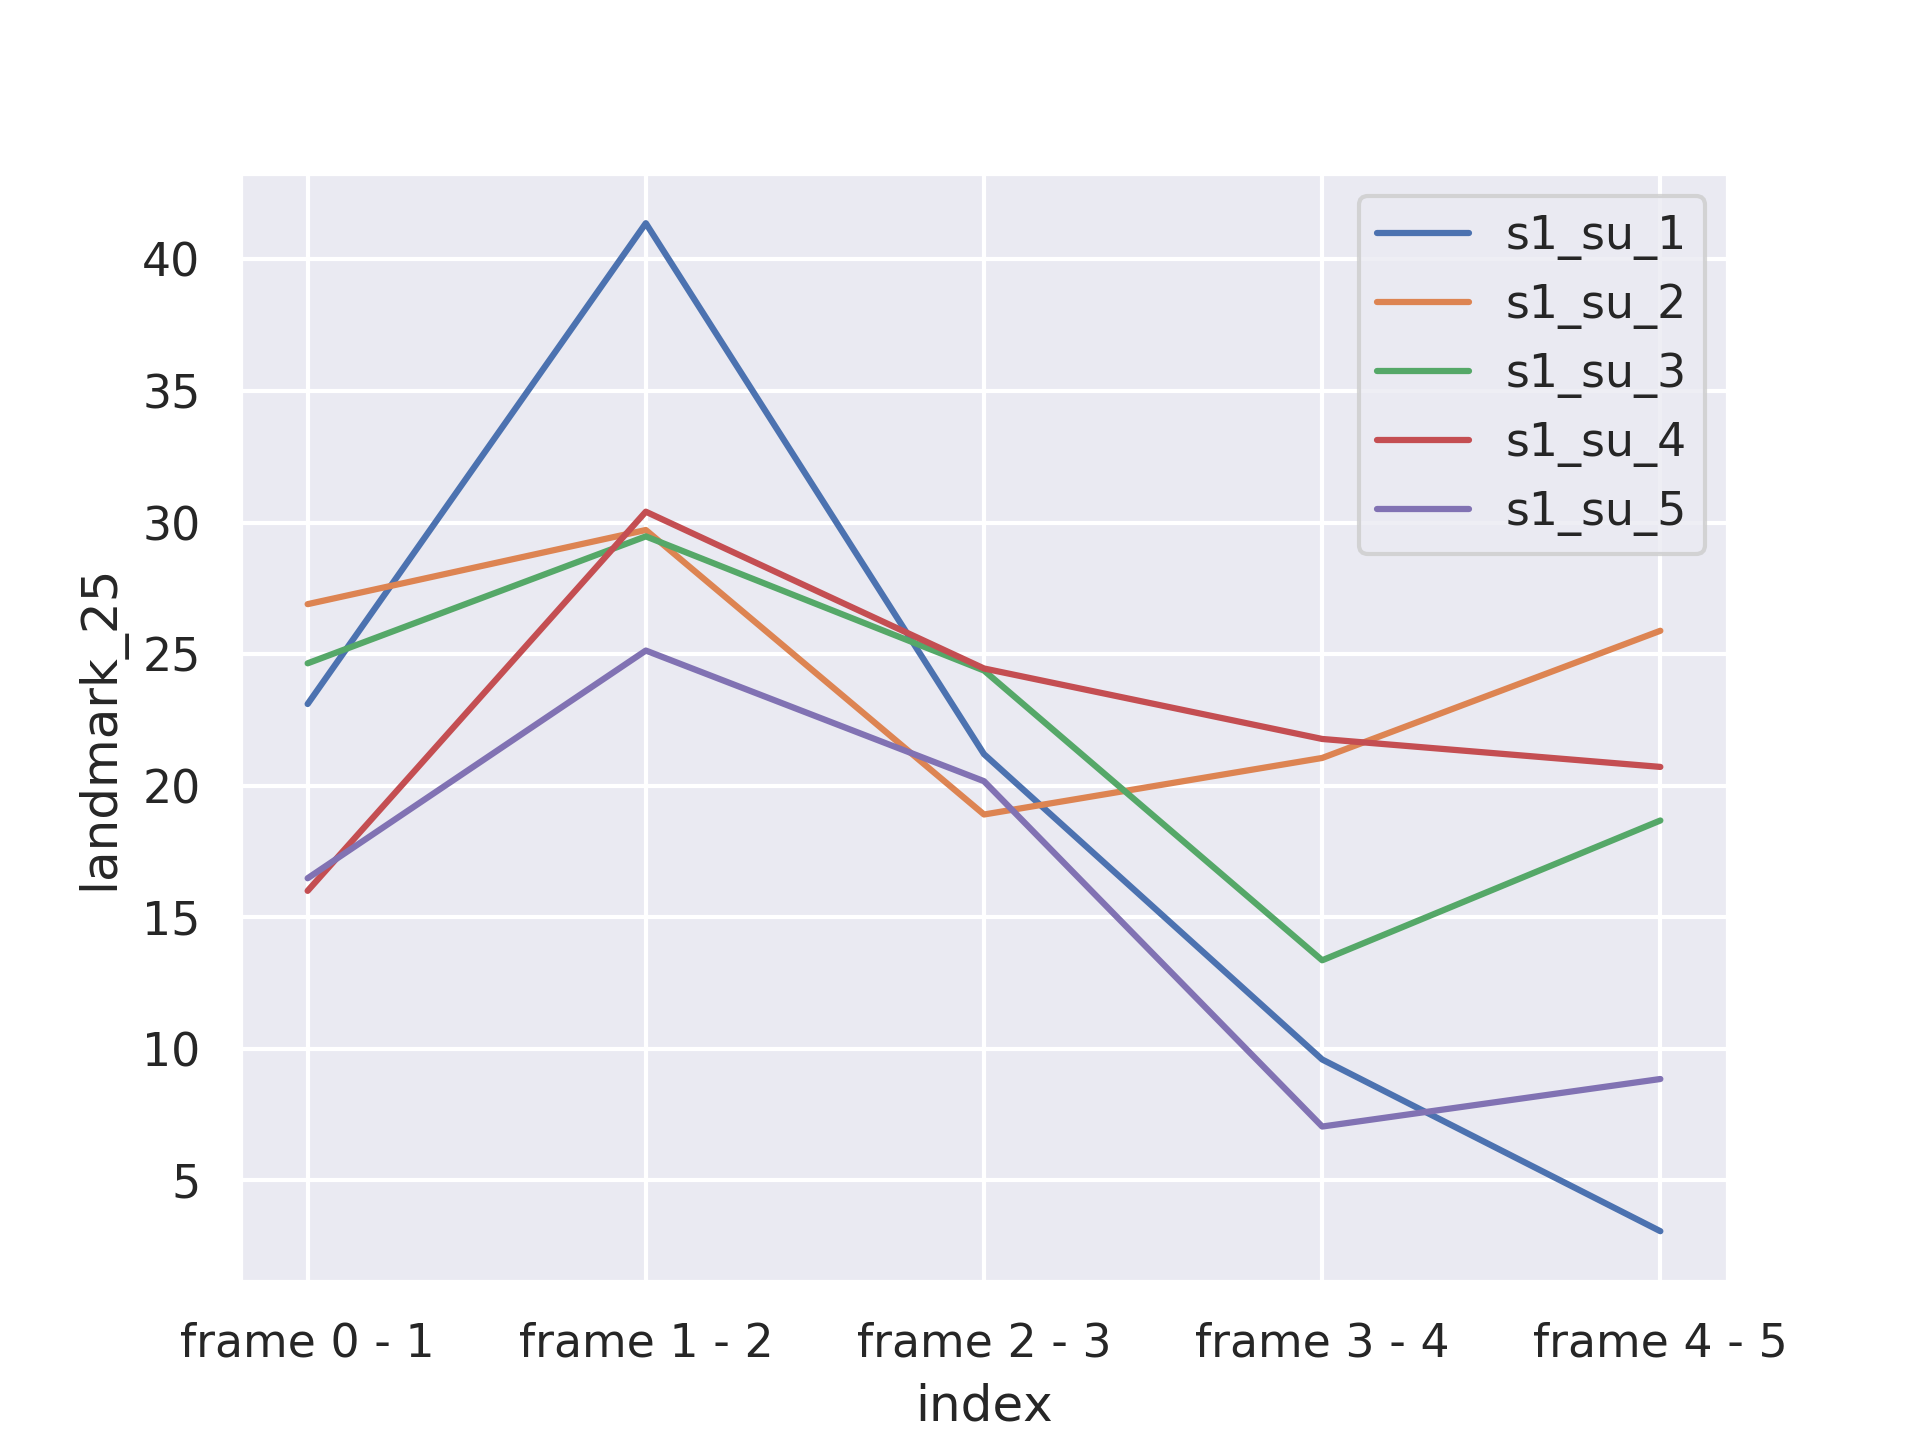 40
35
30
25
20
15
10
5
landmark_25
s1_su_1
s1_su_2
s1_su_3
s1_su_4
s1_su_5
frame 0 - 1
frame 1 - 2
frame 2 - 3
frame 3 - 4
frame 4 - 5
index